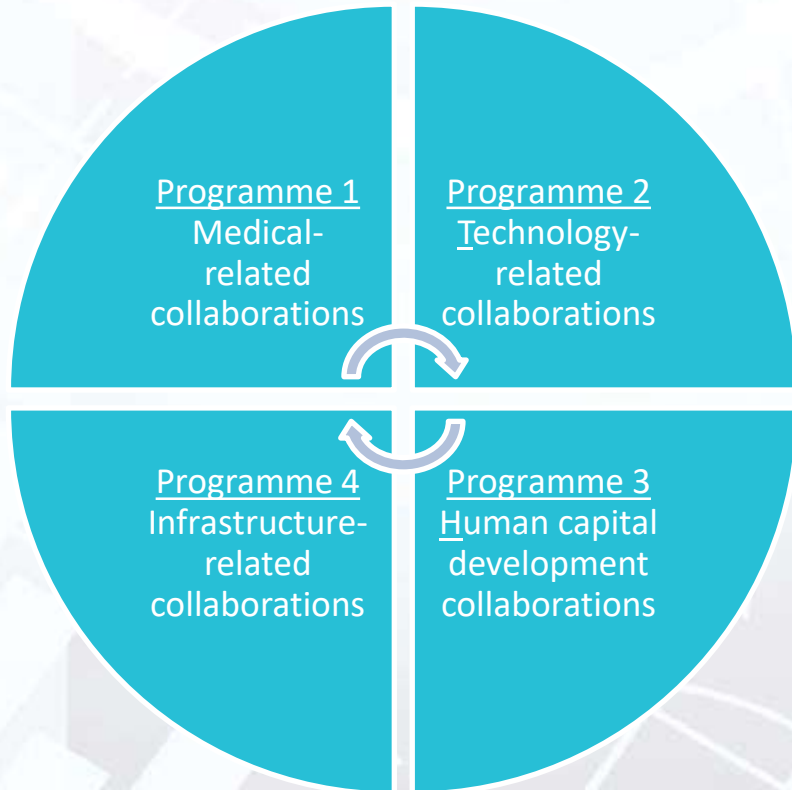 Programme 1
Medical-
related
collaborations
Programme 2
Technology-
related
collaborations
Programme 4
Infrastructure-
related
collaborations
Programme 3
Human capital
development
collaborations